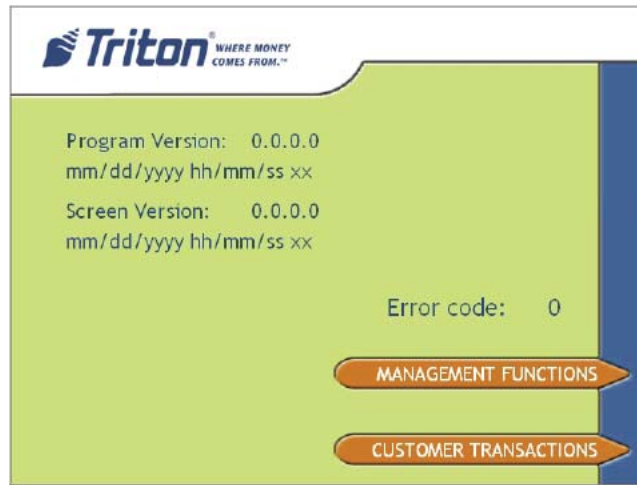 Triton® WHERE MONEY
COMES FROM.™
Program Version: 0.0.0.0
mm/dd/yyyy hh/mm/ss xx
Screen Version: 0.0.0.0
mm/dd/yyyy hh/mm/ss xx
Error code: 0
MANAGEMENT FUNCTIONS
CUSTOMER TRANSACTIONS